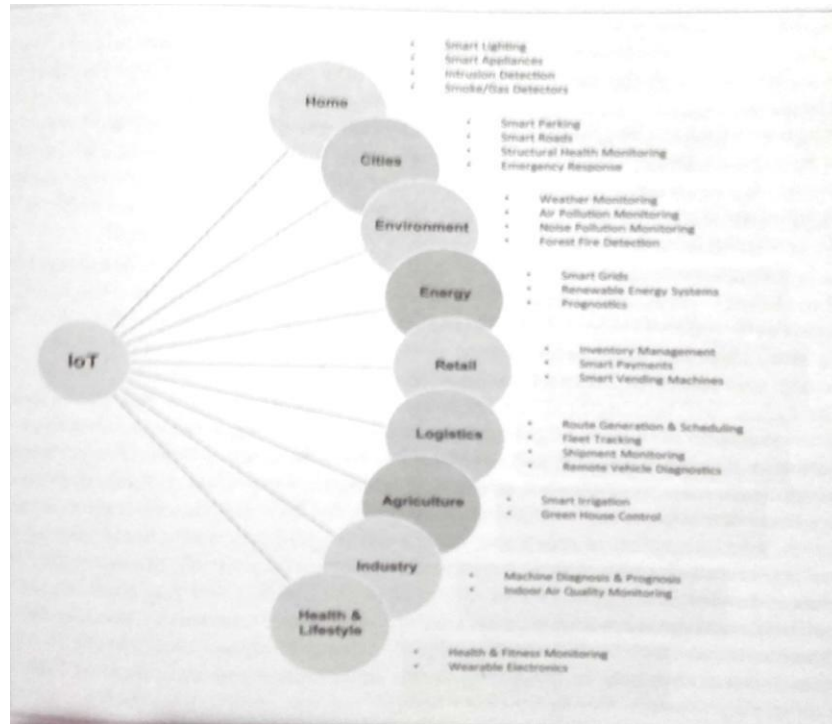 Smart Lighting
Smart Appliances
Intrusion Detection
Smoke/Gas Detectors
Home
Smart Parking
Smart Roads
Structural Health Monitoring
Emergency Response
Cities
Weather Monitoring
Air Pollution Monitoring
Noise Pollution Monitoring
Forest Fire Detection
Environment
Smart Grids
Renewable Energy Systems
Prognostics
Energy
IoT
Inventory Management
Smart Payments
Smart Vending Machines
Retail
Route Generation & Scheduling
Fleet Tracking
Shipment Monitoring
Remote Vehicle Diagnostics
Logistics
Smart Irrigation
Green House Control
Agriculture
Machine Diagnosis & Prognosis
Indoor Air Quality Monitoring
Industry
Health &
Lifestyle
Health & Fitness Monitoring
Wearable Electronics